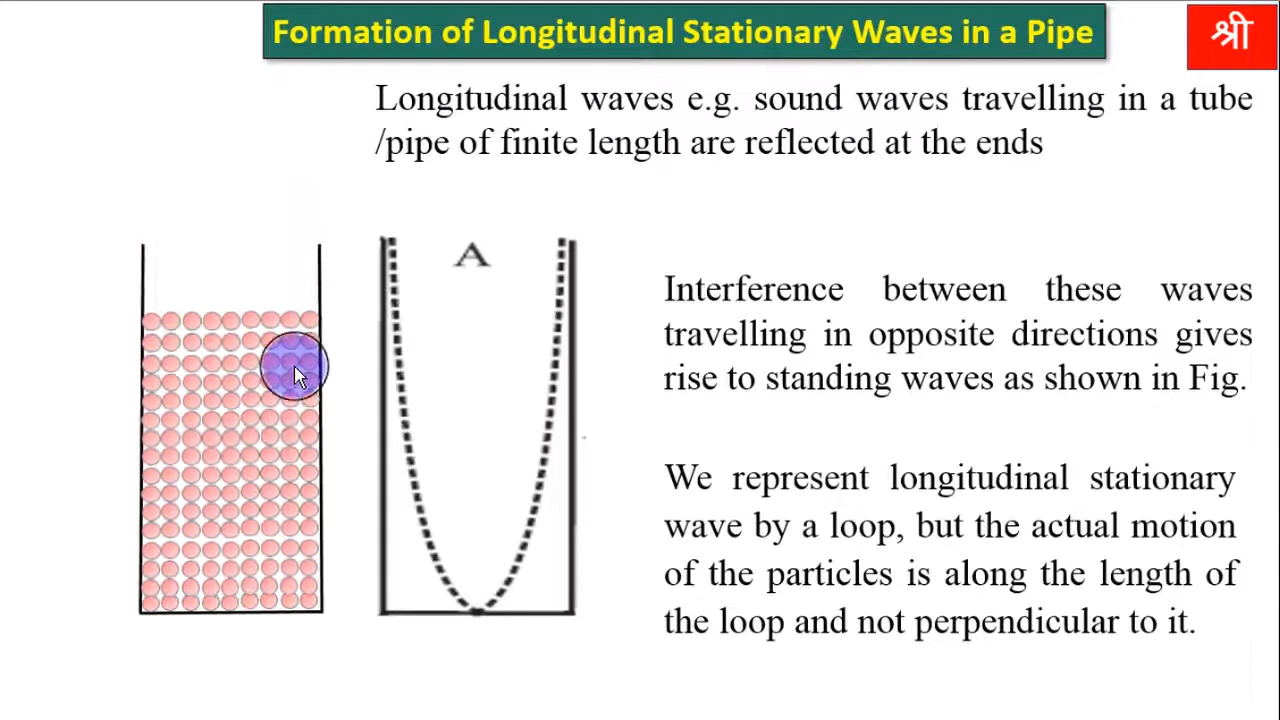 Formation of Longitudinal Stationary Waves in a Pipe
श्री
Longitudinal waves e.g. sound waves travelling in a tube
/pipe of finite length are reflected at the ends
A
Interference between these waves
travelling in opposite directions gives
rise to standing waves as shown in Fig.
We represent longitudinal stationary
wave by a loop, but the actual motion
of the particles is along the length of
the loop and not perpendicular to it.